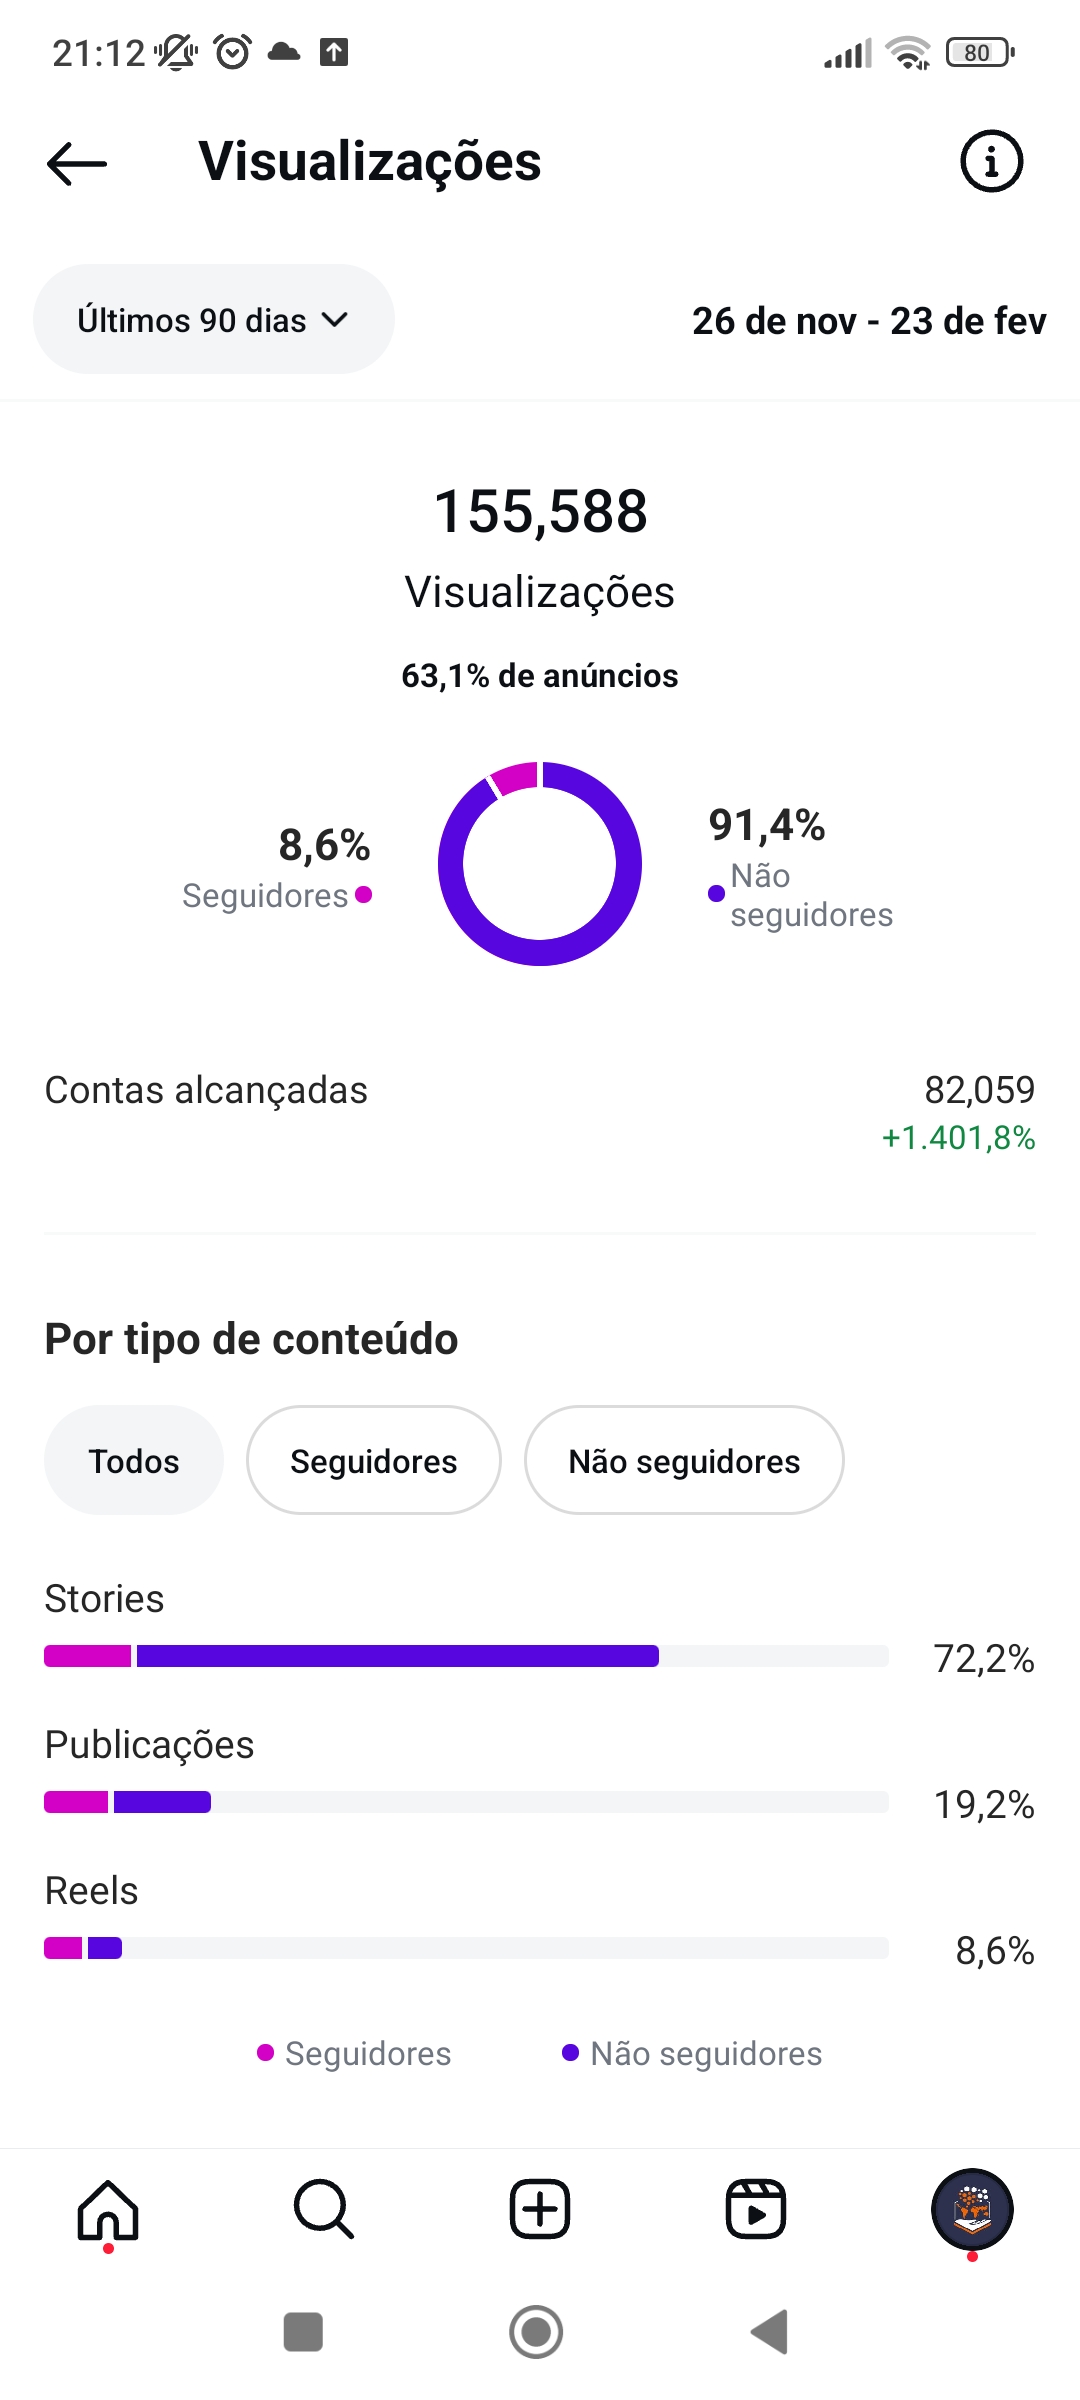 21:12
80
Visualizações
Últimos 90 dias
26 de nov - 23 de fev
155,588
Visualizações
63,1% de anúncios
8,6%
Seguidores
91,4%
Não
seguidores
Contas alcançadas
82,059
+1.401,8%
Por tipo de conteúdo
Todos
Seguidores
Não seguidores
Stories
72,2%
Publicações
19,2%
Reels
8,6%
Seguidores
Não seguidores